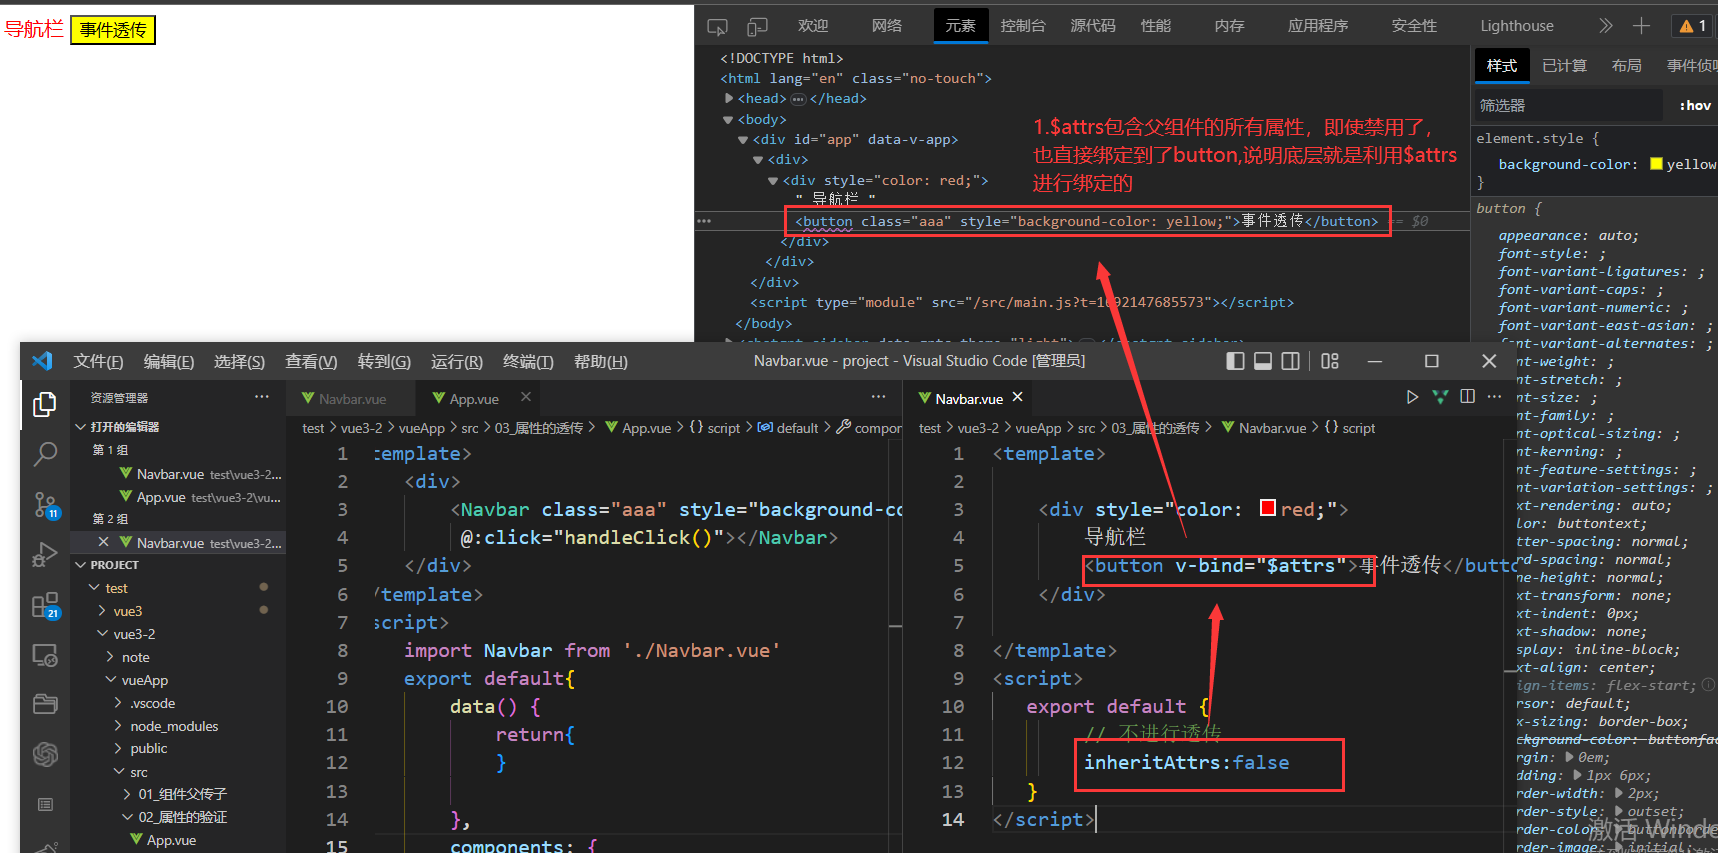 导航栏 事件透传
欢迎 网络 元素 控制台 源代码 性能 内存 应用程序 安全性 Lighthouse 1
<!DOCTYPE html>
<html lang="en" class="no-touch">
<head> ⋯ </head>
<body>
<div id="app" data-v-app>
<div>
<div style="color: red;">
" 导航栏 "
<button class="aaa" style="background-color: yellow;">事件透传</button> == $0
</div>
</div>
</div>
<script type="module" src="/src/main.js?t=1692147685573"></script>
</body>
1.$attrs包含父组件的所有属性，即使禁用了，
也直接绑定到了button,说明底层就是利用$attrs
进行绑定的
样式 已计算 布局
筛选器 :hov
element.style {
background-color: yellow
}
button {
appearance: auto;
font-style: ;
font-variant-ligatures: ;
font-variant-caps: ;
font-variant-numeric: ;
font-variant-east-asian: ;
font-variant-alternates: ;
nt-weight: ;
nt-stretch: ;
nt-size: ;
nt-family: ;
nt-optical-sizing: ;
nt-kerning: ;
nt-feature-settings: ;
nt-variation-settings: ;
xt-rendering: auto;
lor: buttontext;
tter-spacing: normal;
rd-spacing: normal;
ne-height: normal;
xt-transform: none;
xt-indent: 0px;
xt-shadow: none;
splay: inline-block;
xt-align: center;
ign-items: flex-start;
rsor: default;
x-sizing: border-box;
ckground-color: buttonfac
rgin: 0em;
dding: 1px 6px;
rder-width: 2px;
rder-style: outset;
rder-color: buttonborder
rder-image: initial;
文件(F) 编辑(E) 选择(S) 查看(V) 转到(G) 运行(R) 终端(T) 帮助(H) Navbar.vue - project - Visual Studio Code [管理员]
资源管理器 ···
打开的编辑器
第 1 组
Navbar.vue test\vue3-2...
App.vue test\vue3-2\vu...
第 2 组
Navbar.vue test\vue3-2...
PROJECT
test
vue3
vue3-2
note
vueApp
.vscode
node_modules
public
src
01_组件父传子
02_属性的验证
App.vue
11
21
Navbar.vue App.vue ···
test > vue3-2 > vueApp > src > 03_属性的透传 > App.vue > {} script > default > compon
1 template>
2 <div>
3 <Navbar class="aaa" style="background-co
4 @:click="handleClick()"></Navbar>
5 </div>
6 /template>
7 script>
8 import Navbar from './Navbar.vue'
9 export default{
10 data() {
11 return{
12 }
13
14 },
15 components: {
Navbar.vue ···
test > vue3-2 > vueApp > src > 03_属性的透传 > Navbar.vue > {} script
1 <template>
2
3 <div style="color: red;">
4 导航栏
5 <button v-bind="$attrs">事件透传</butto
6 </div>
7
8 </template>
9 <script>
10 export default {
11 // 不进行透传
12 inheritAttrs:false
13 }
14 </script>
激活 Windo